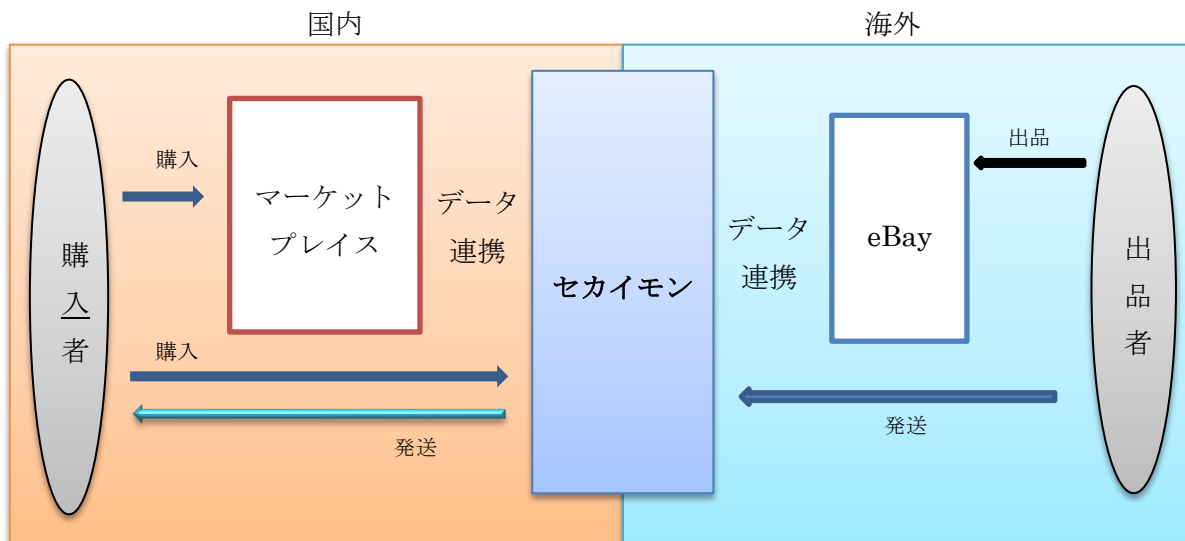 国内
海外
購入者
購入
マーケット
プレイス
データ
連携
購入
発送
セカイモン
データ
連携
eBay
出品
発送
出品者